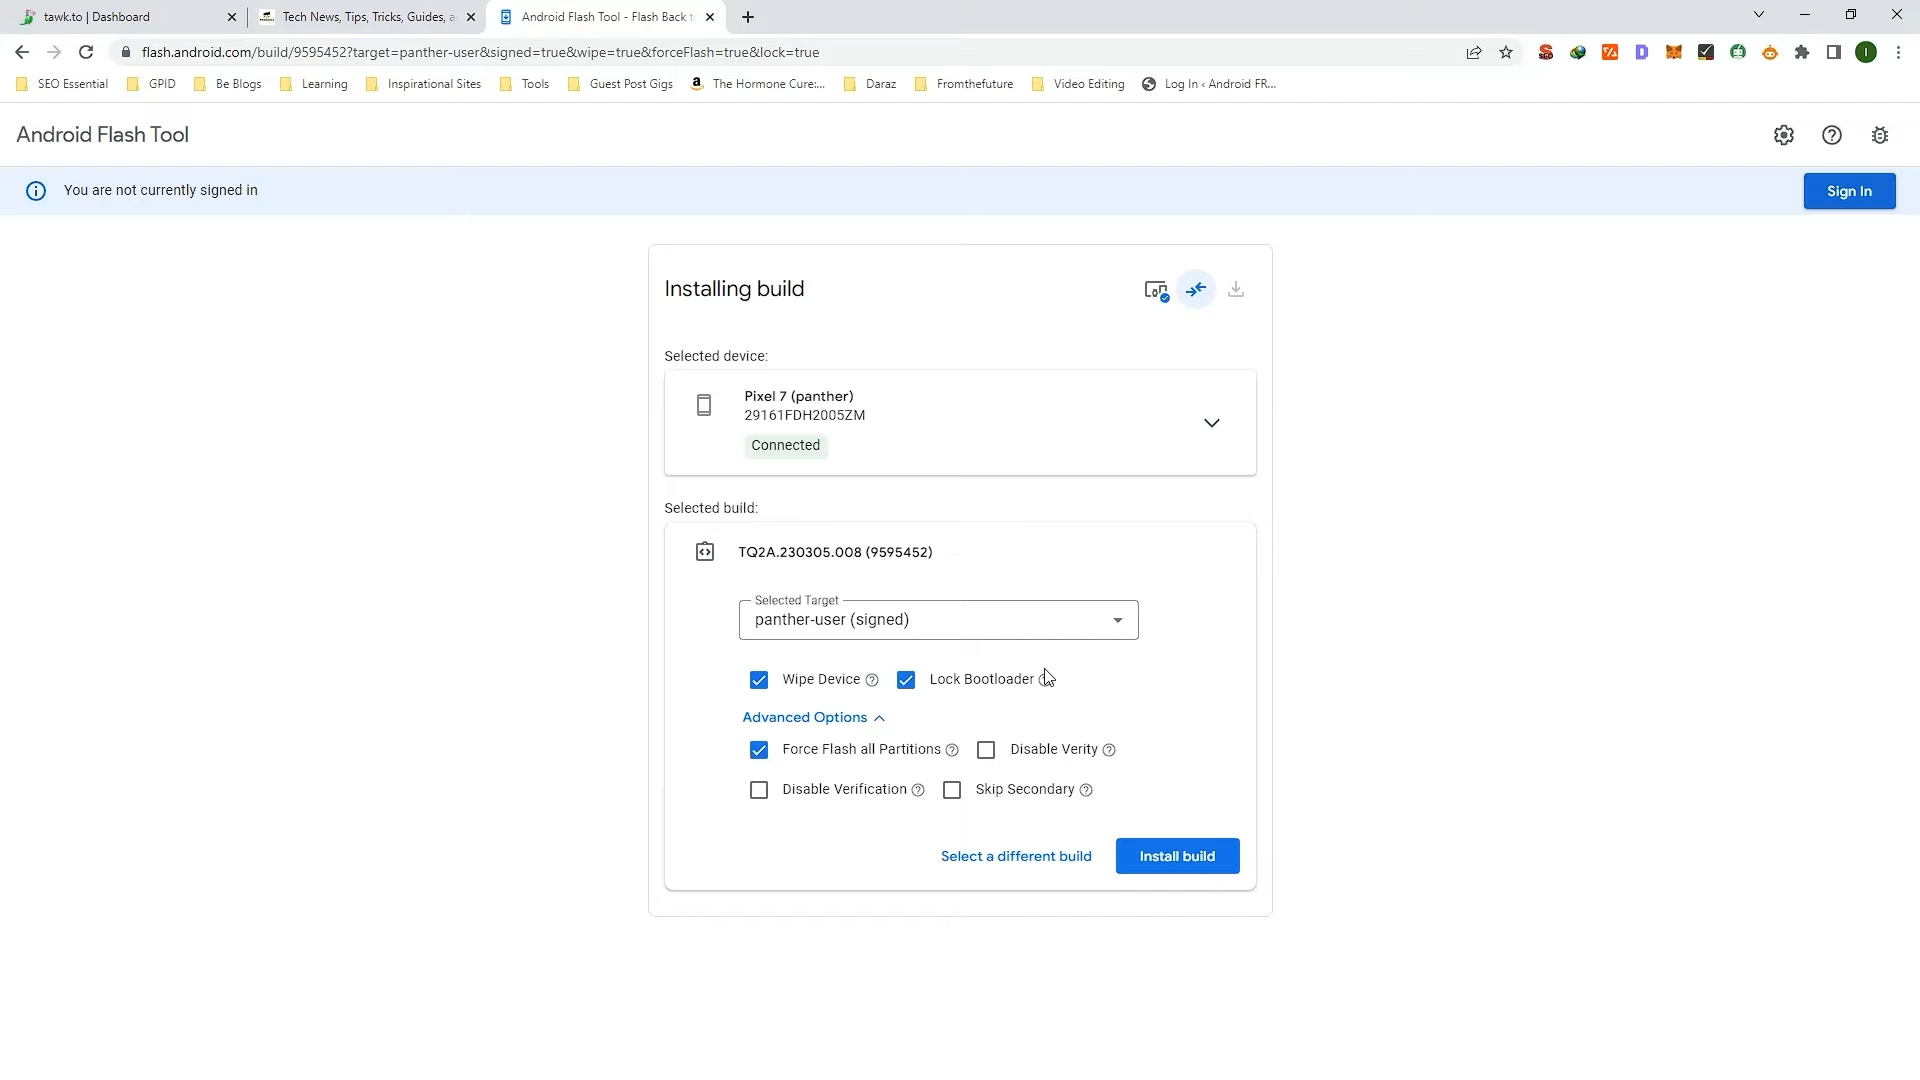 tawk.to | Dashboard
Tech News, Tips, Tricks, Guides, a
Android Flash Tool - Flash Back t
flash.android.com/build/9595452?target=panther-user&signed=true&wipe=true&forceFlash=true&lock=true
SEO Essential
GPID
Be Blogs
Learning
Inspirational Sites
Tools
Guest Post Gigs
The Hormone Cure:...
Daraz
Fromthefuture
Video Editing
Log In ‹ Android FR...
Android Flash Tool
You are not currently signed in
Sign In
Installing build
Selected device:
Pixel 7 (panther)
29161FDH2005ZM
Connected
Selected build:
TQ2A.230305.008 (9595452)
Selected Target
panther-user (signed)
Wipe Device
Lock Bootloader
Advanced Options
Force Flash all Partitions
Disable Verity
Disable Verification
Skip Secondary
Select a different build
Install build